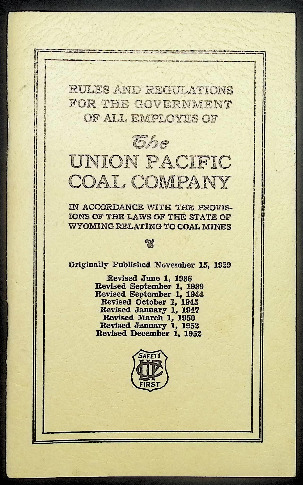 RULES AND REGULATIONS
FOR THE GOVERNMENT
OF ALL EMPLOYES OF
The
UNION PACIFIC
COAL COMPANY
IN ACCORDANCE WITH THE PROVIS-
IONS OF THE LAWS OF THE STATE OF
WYOMING RELATING TO COAL MINES
Originally Published November 15, 1929
Revised June 1, 1936
Revised September 1, 1939
Revised September 1, 1944
Revised October 1, 1945
Revised January 1, 1947
Revised March 1, 1950
Revised January 1, 1952
Revised December 1, 1952
SAFETY
UP
FIRST